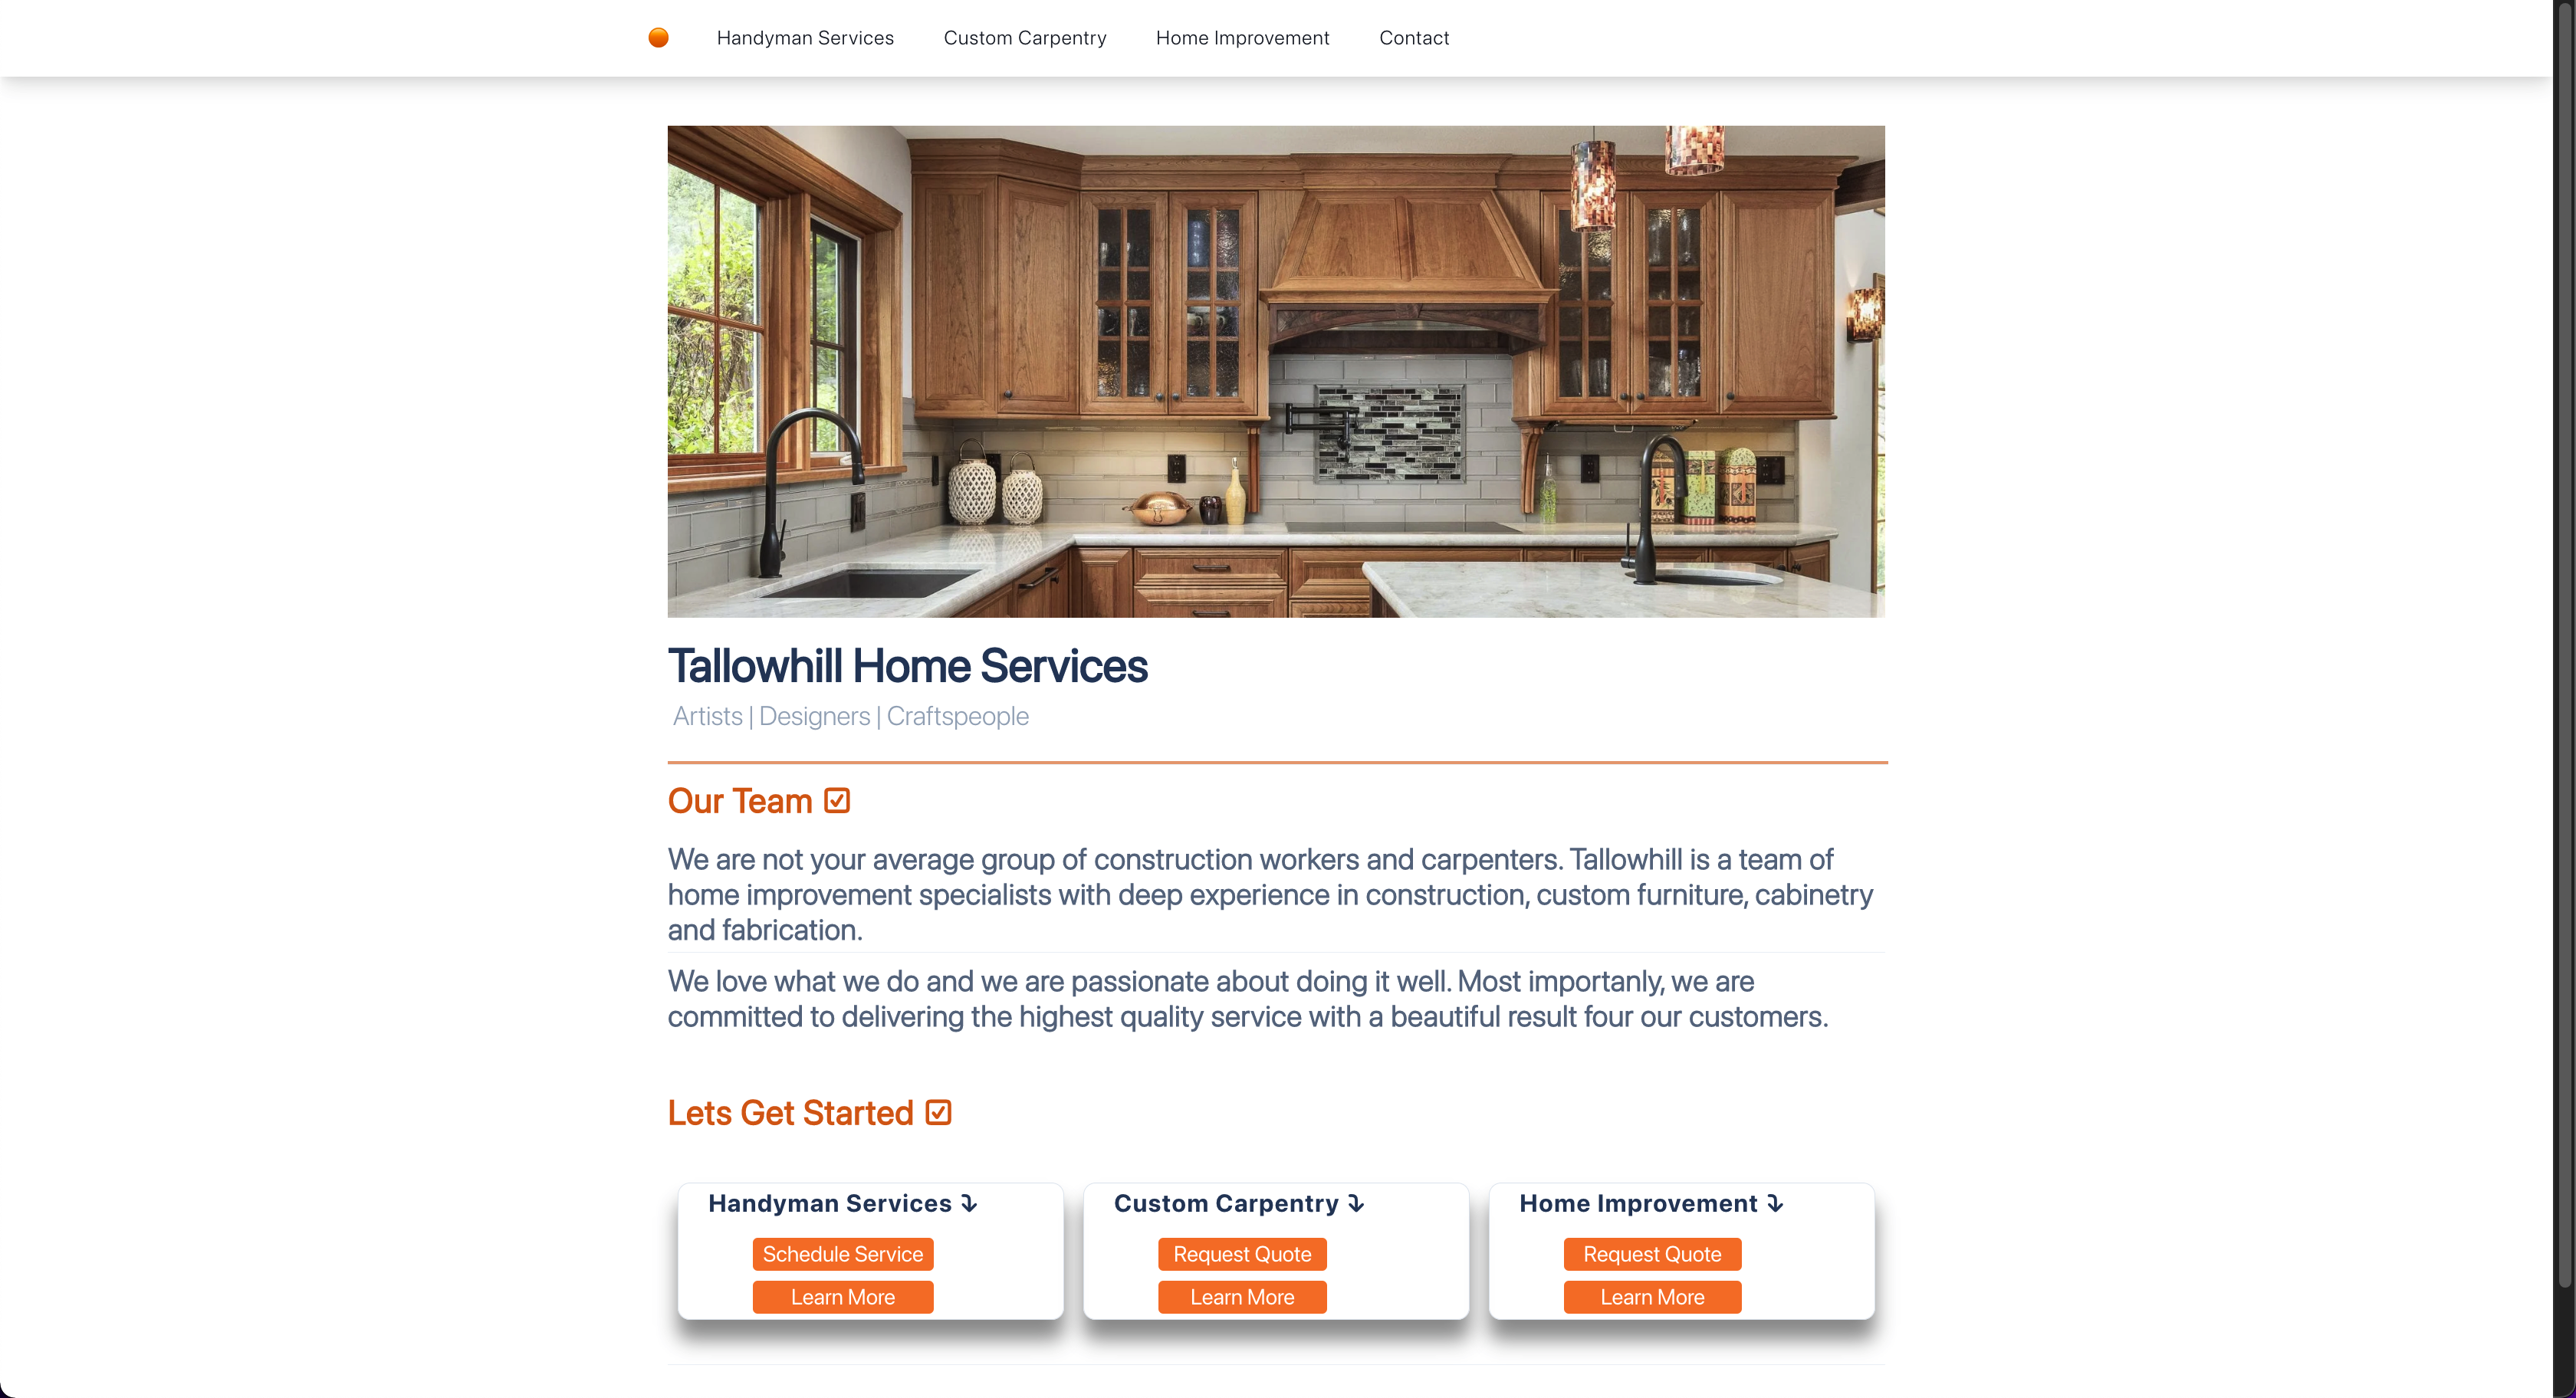 Handyman Services Custom Carpentry Home Improvement Contact
Tallowhill Home Services
Artists | Designers | Craftspeople
Our Team
We are not your average group of construction workers and carpenters. Tallowhill is a team of
home improvement specialists with deep experience in construction, custom furniture, cabinetry
and fabrication.
We love what we do and we are passionate about doing it well. Most importanly, we are
committed to delivering the highest quality service with a beautiful result four our customers.
Lets Get Started
Handyman Services
Schedule Service
Learn More
Custom Carpentry
Request Quote
Learn More
Home Improvement
Request Quote
Learn More